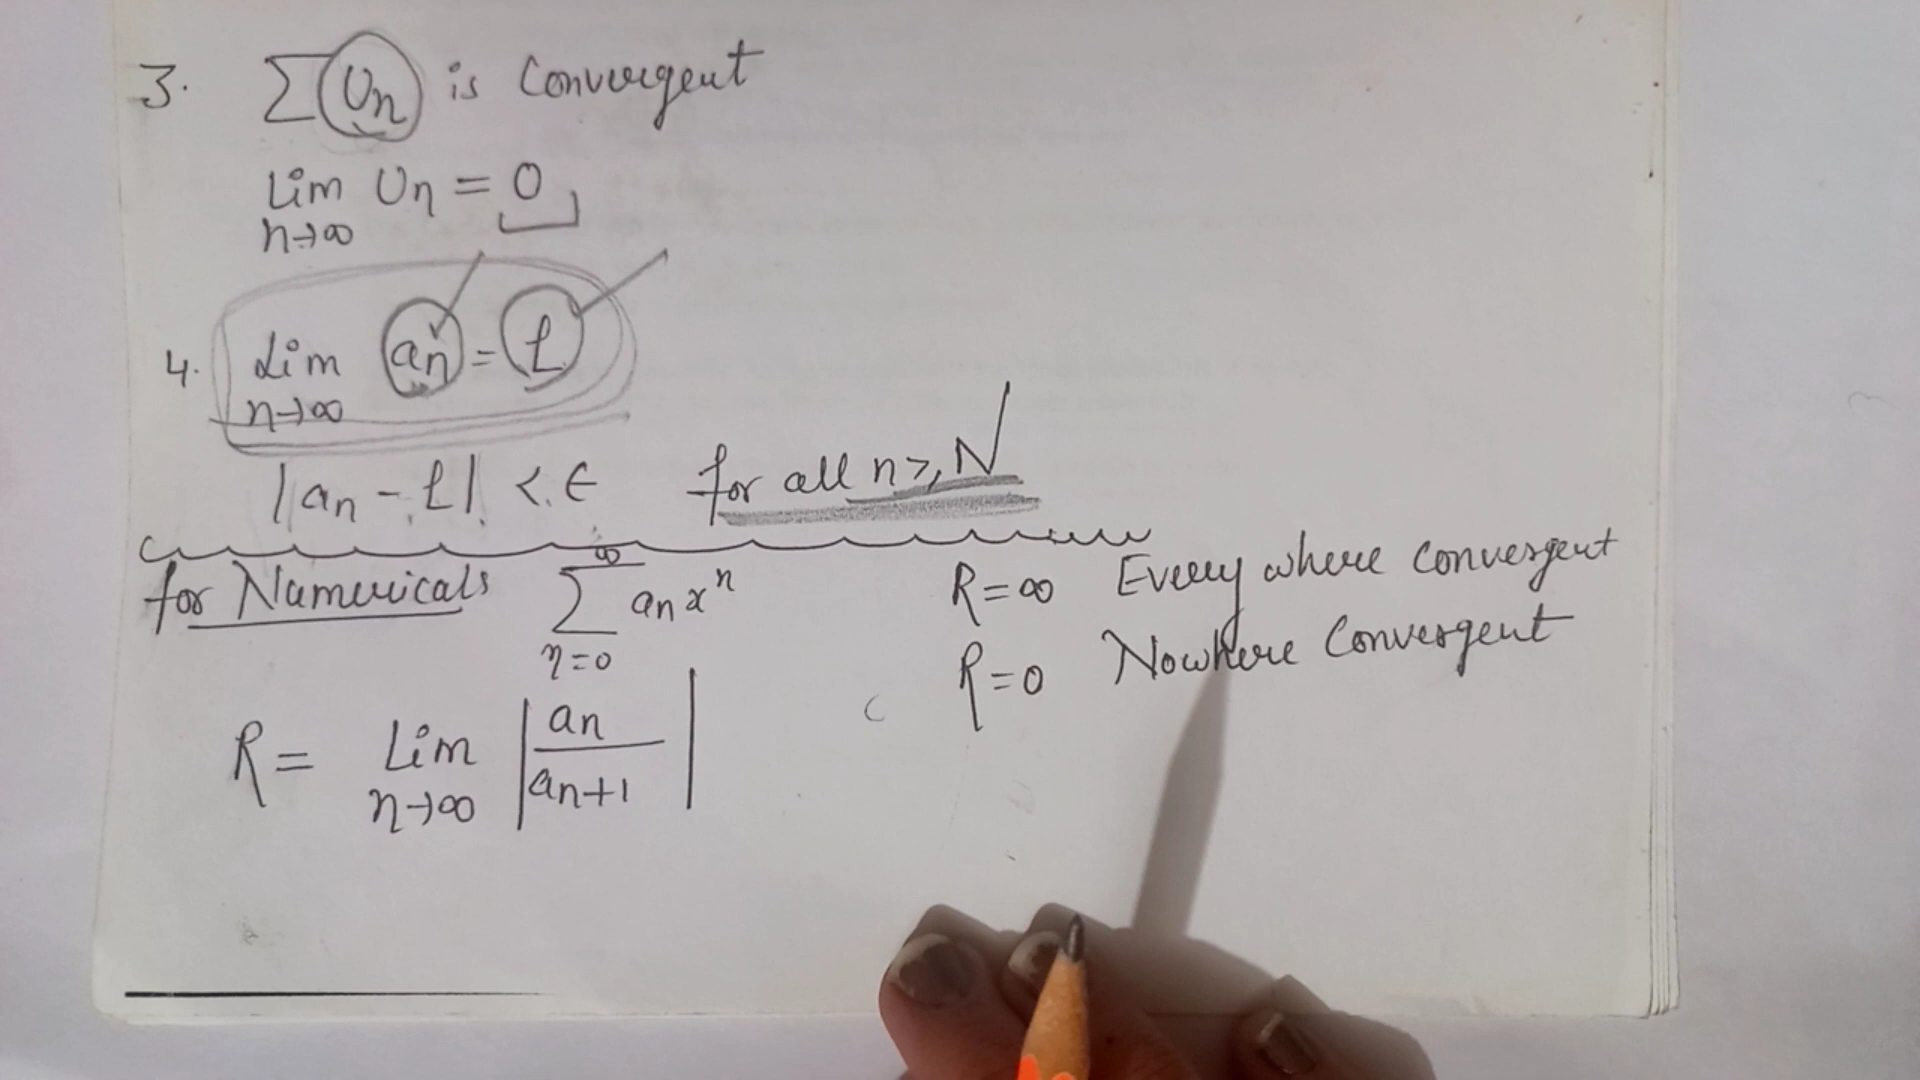 3. ∑ Un is Convergent
Lim Un = 0
n→∞
4. Lim an = L
n→∞
|an - L| < ϵ for all n ≥ N
for Numericals ∞
∑ an xⁿ
n=0
R = Lim | an / an+1 |
n→∞
R = ∞ Every where convergent
R = 0 Nowhere Convergent